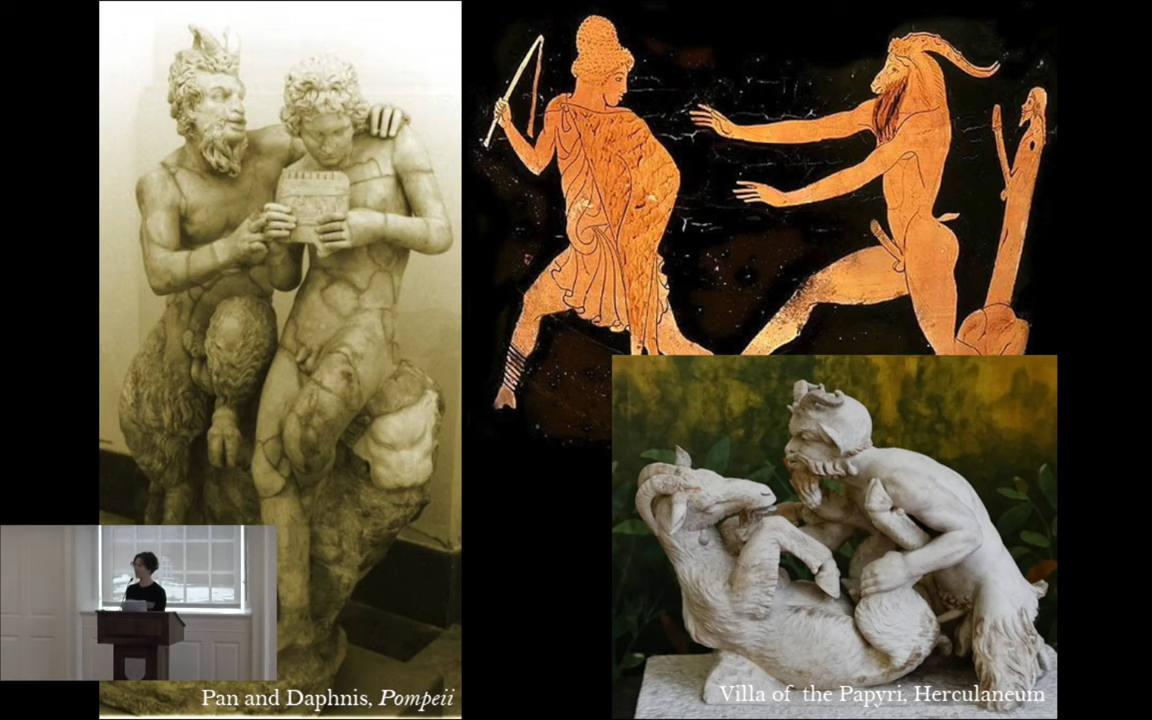 Pan and Daphnis, Pompeii
Villa of the Papyri, Herculaneum